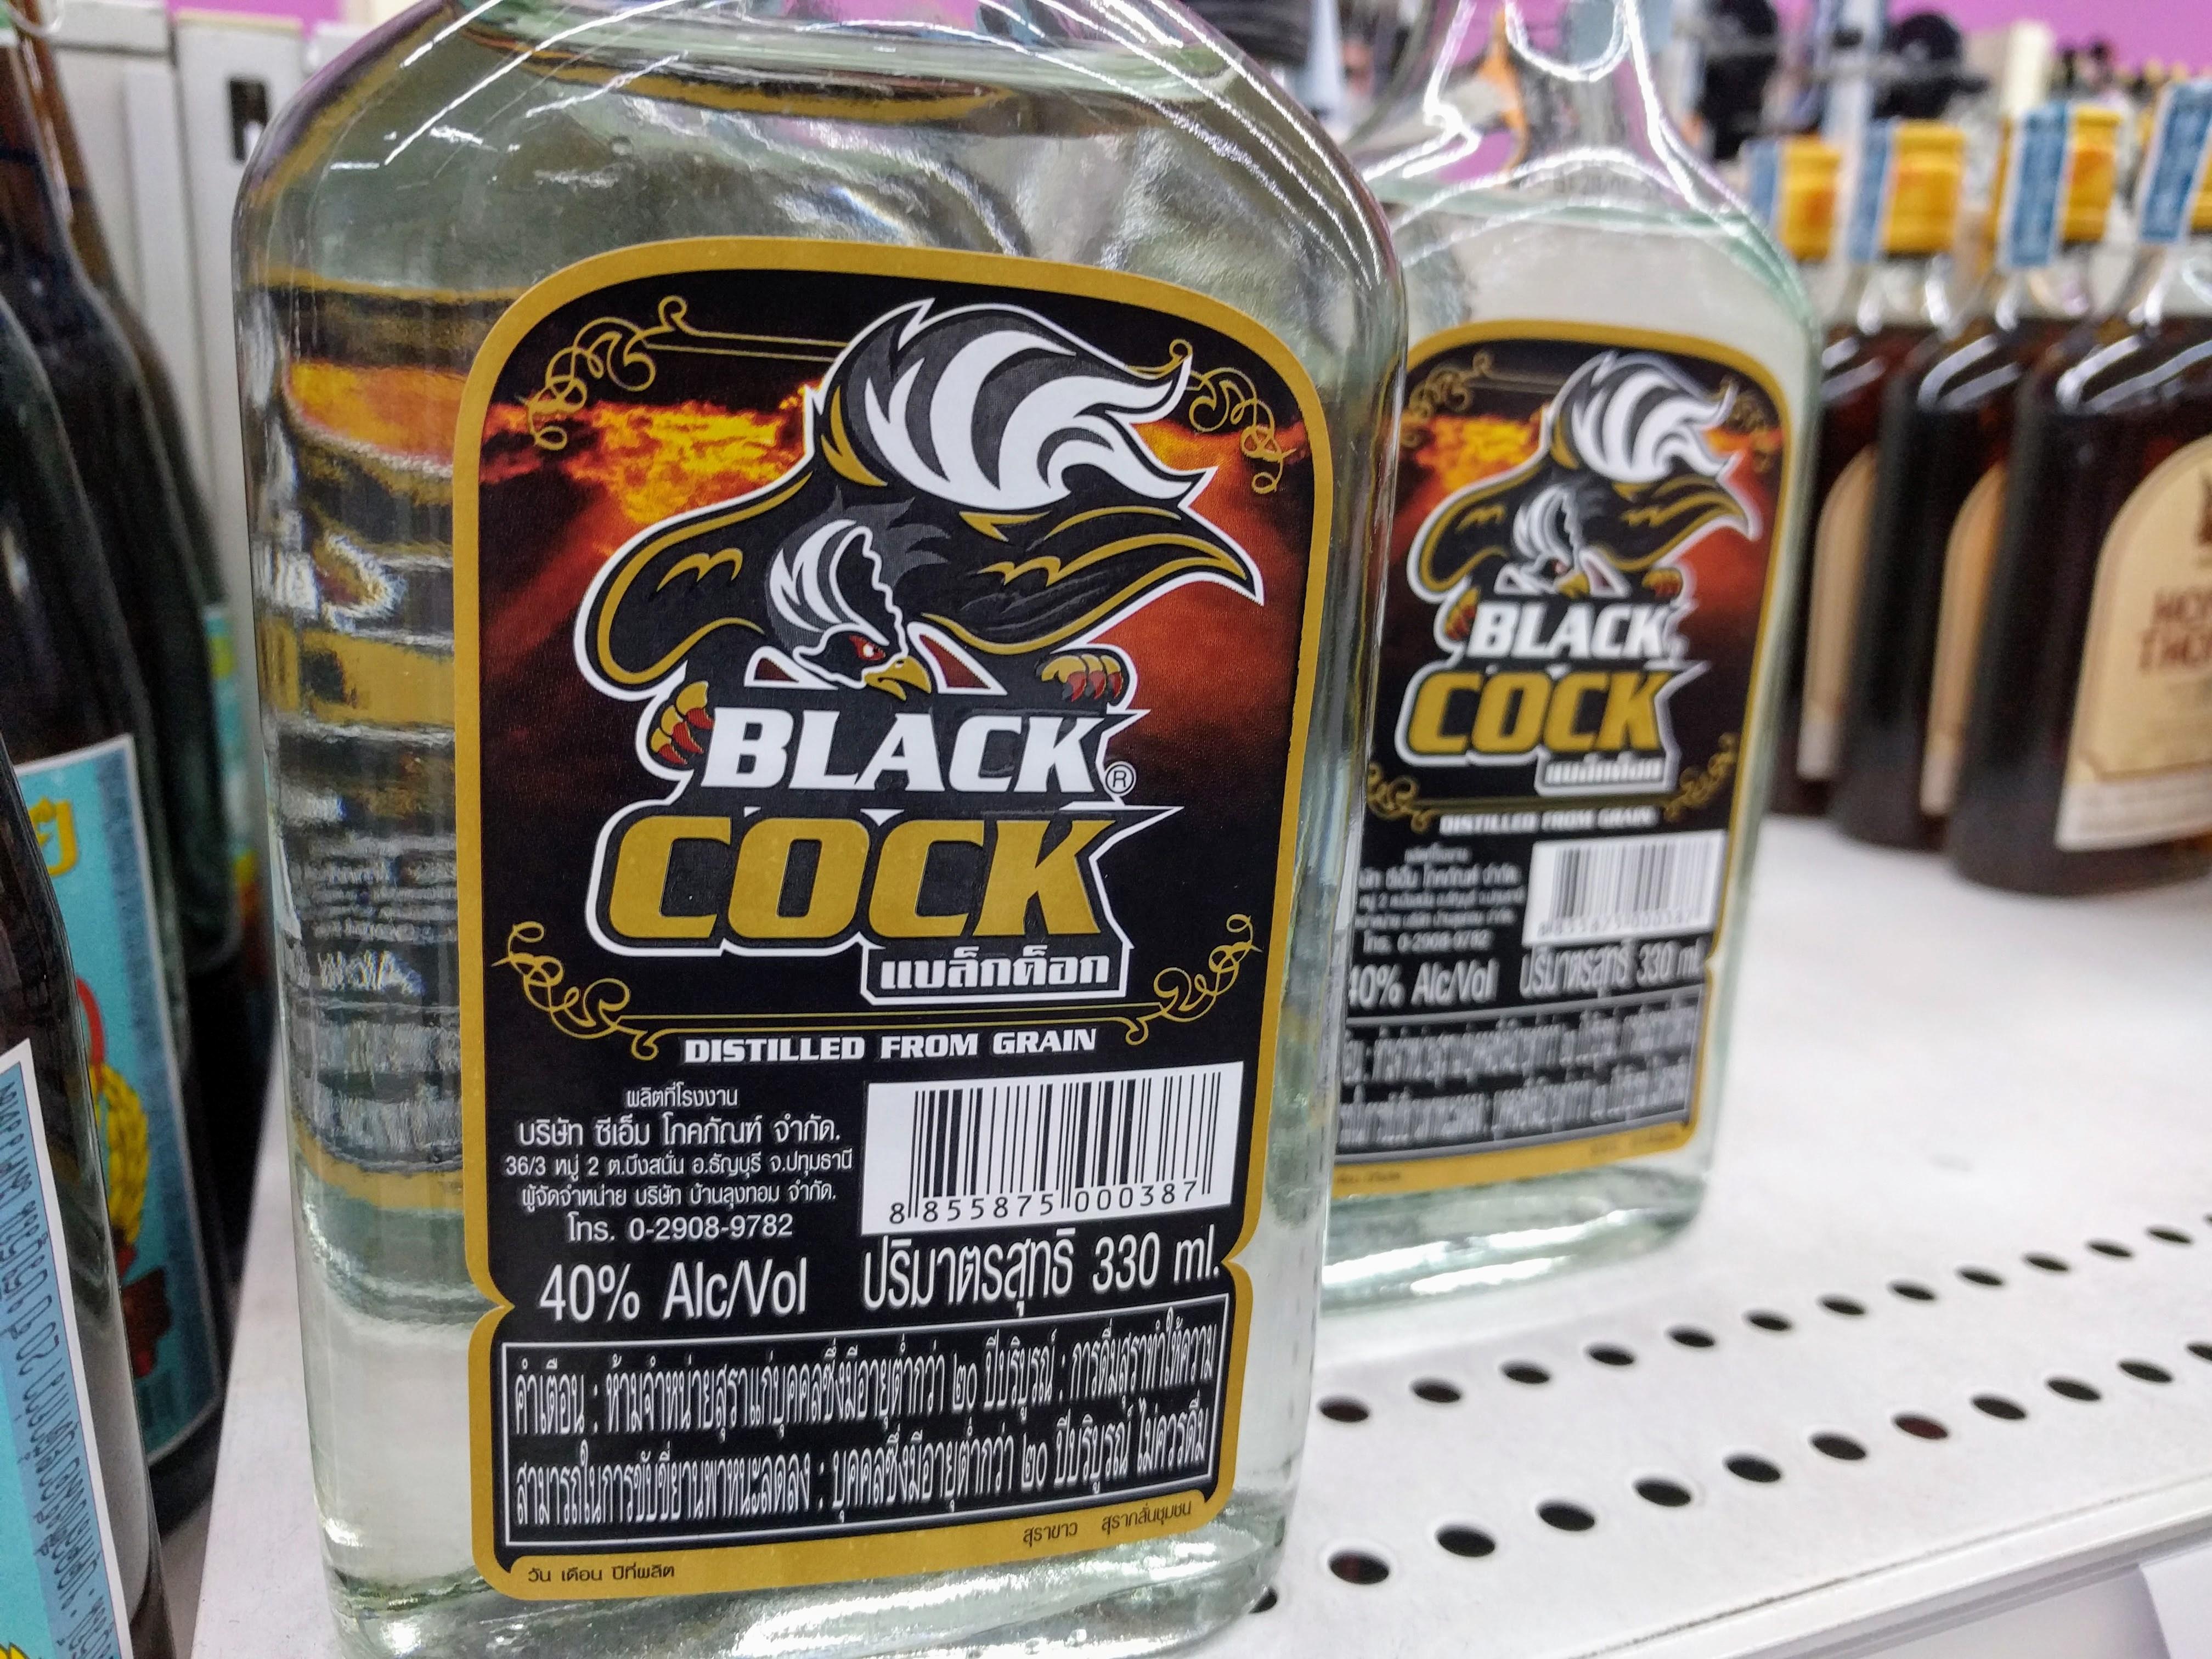 BLACK®
COCK
แบล็กค็อก
DISTILLED FROM GRAIN
ผลิตที่โรงงาน
บริษัท ซีเอ็ม โภคภัณฑ์ จำกัด.
36/3 หมู่ 2 ต.บึงสนั่น อ.ธัญบุรี จ.ปทุมธานี
ผู้จัดจำหน่าย บริษัท บ้านลุงทอม จำกัด.
โทร. 0-2908-9782
8 855875 000387
40% Alc/Vol ปริมาตรสุทธิ 330 ml.
คำเตือน : ห้ามจำหน่ายสุราแก่บุคคลซึ่งมีอายุต่ำกว่า ๒๐ ปีบริบูรณ์ : การดื่มสุราทำให้ความ
สามารถในการขับขี่ยานพาหนะลดลง : บุคคลซึ่งมีอายุต่ำกว่า ๒๐ ปีบริบูรณ์ ไม่ควรดื่ม
สุราขาว สุรากลั่นชุมชน
วัน เดือน ปีที่ผลิต
BLACK
COCK
แบล็กค็อก
DISTILLED FROM GRAIN
โทร. 0-2908-9782
40% Alc/Vol ปริมาตรสุทธิ 330 ml